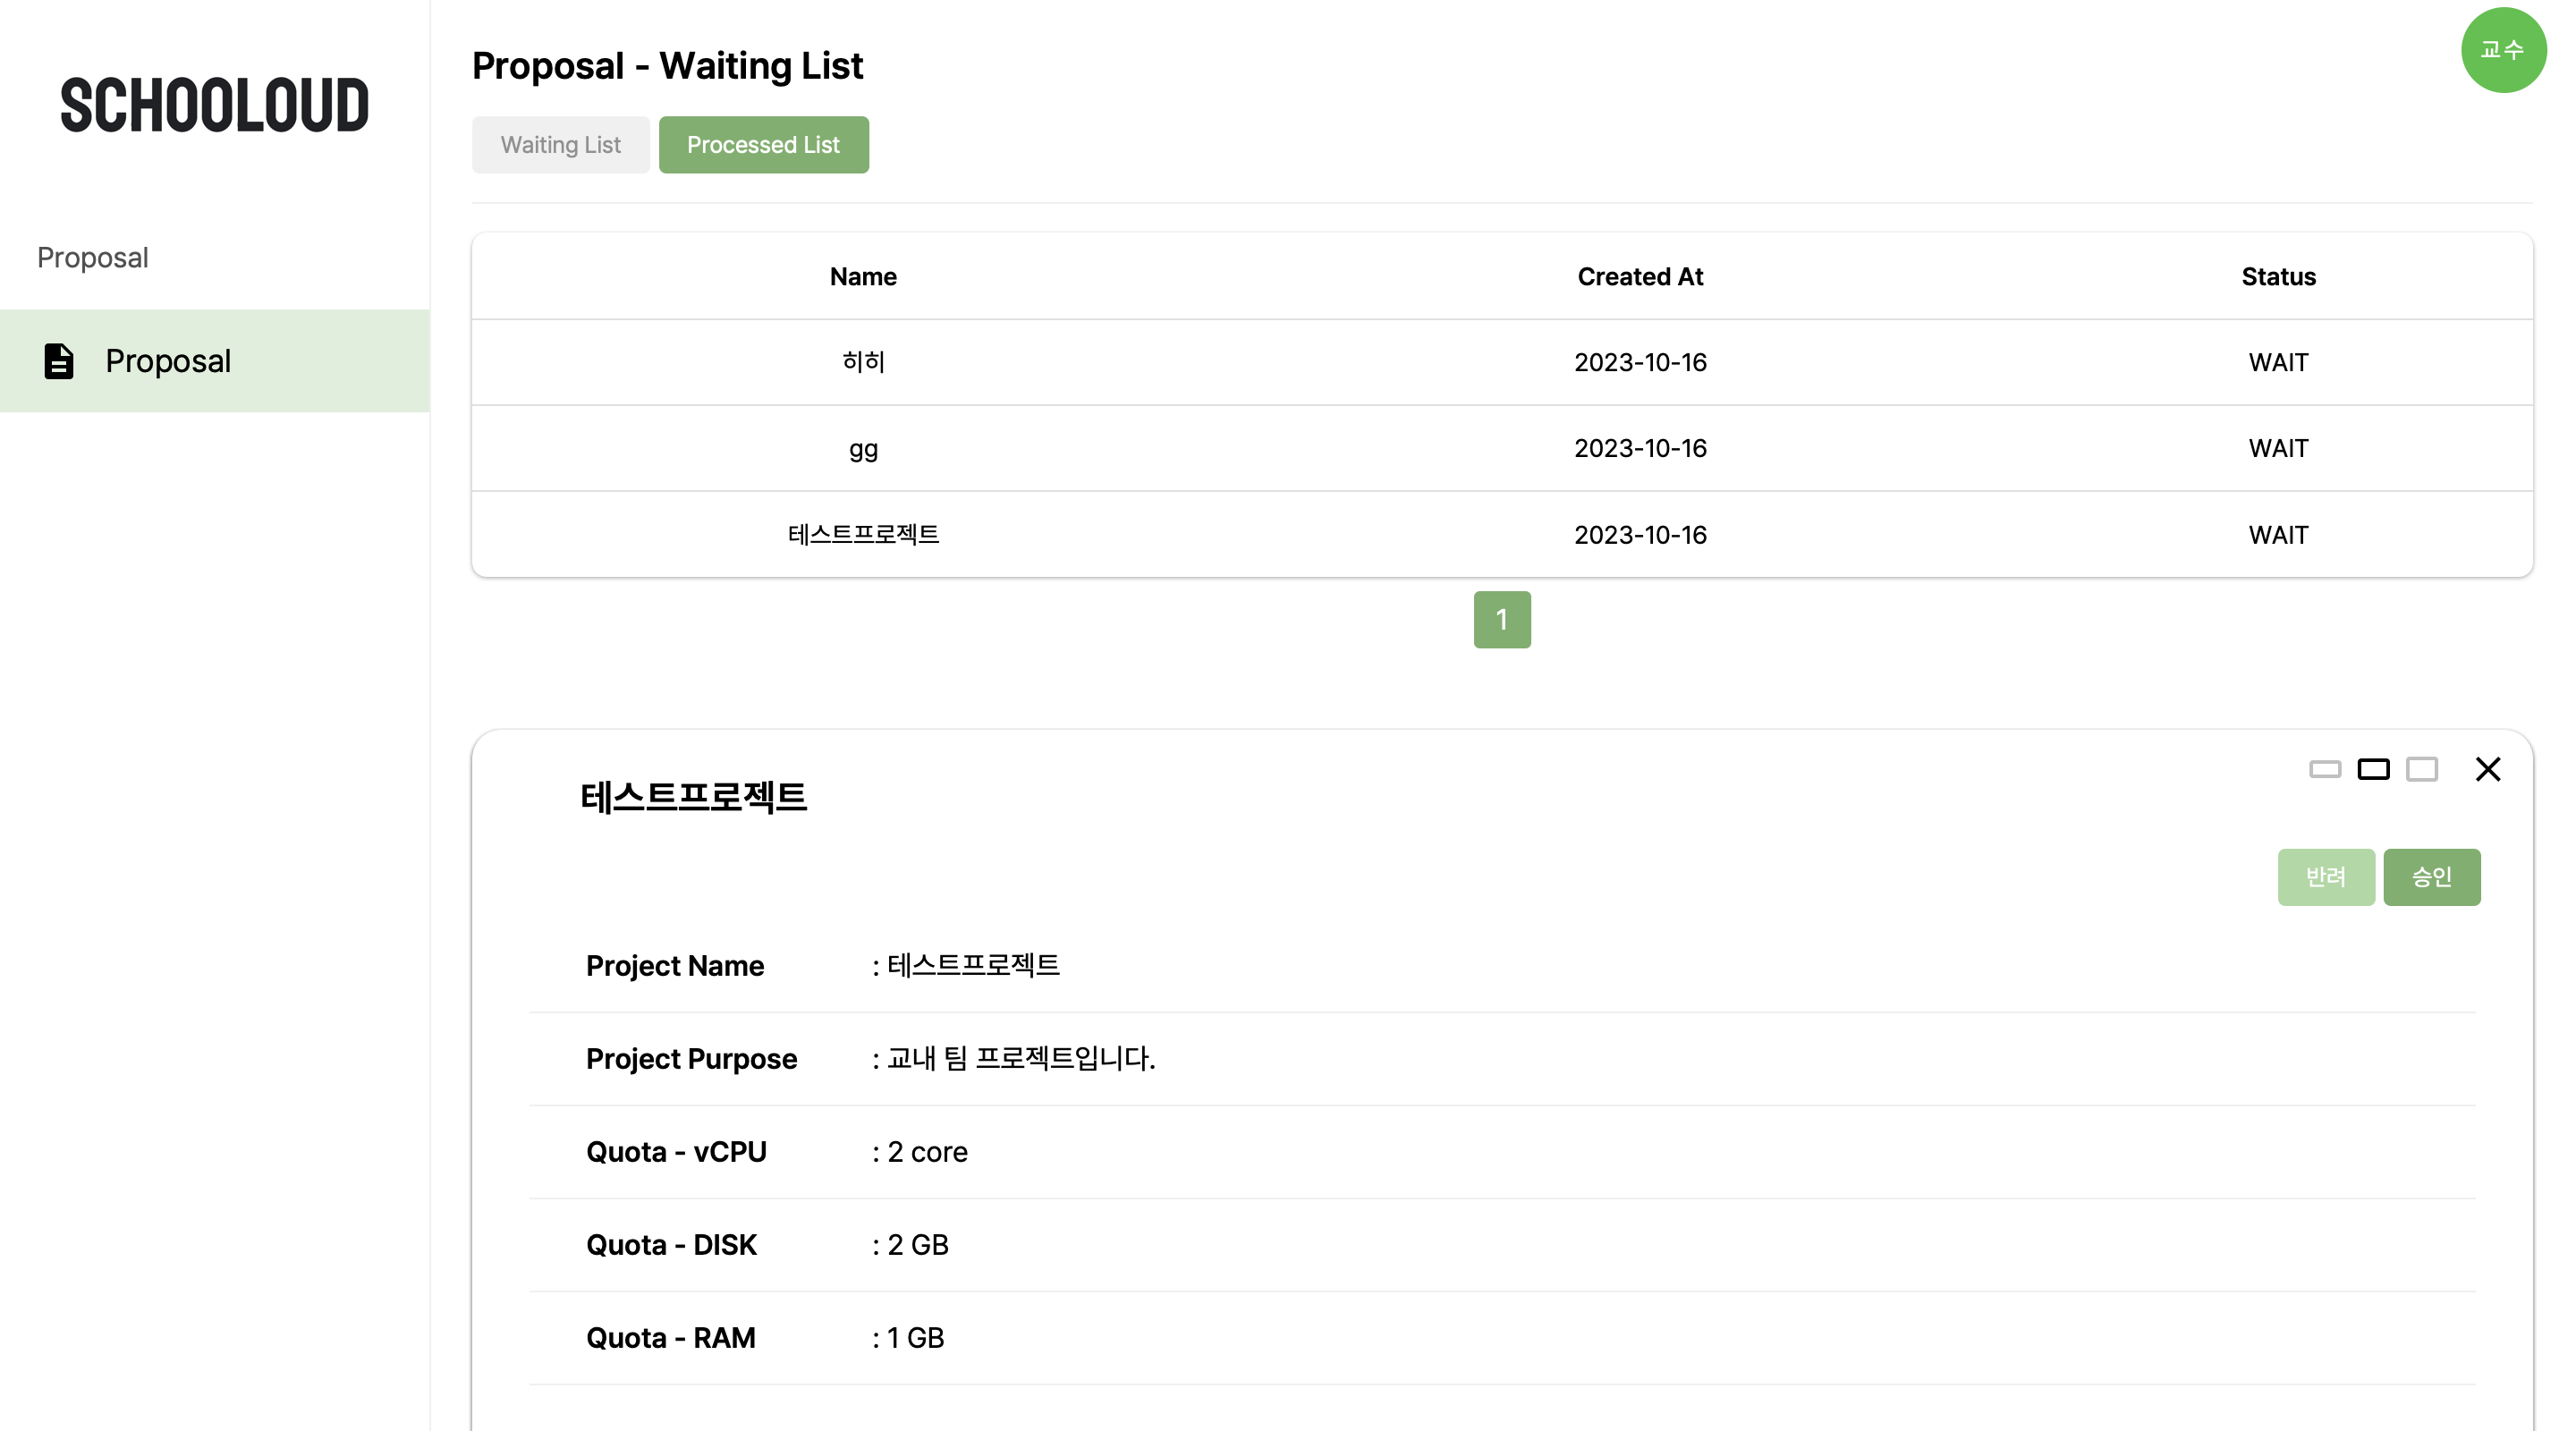 SCHOOLOUD
Proposal
Proposal
Proposal - Waiting List
교수
Waiting List Processed List
Name Created At Status
히히 2023-10-16 WAIT
gg 2023-10-16 WAIT
테스트프로젝트 2023-10-16 WAIT
1
테스트프로젝트
반려 승인
Project Name : 테스트프로젝트
Project Purpose : 교내 팀 프로젝트입니다.
Quota - vCPU : 2 core
Quota - DISK : 2 GB
Quota - RAM : 1 GB